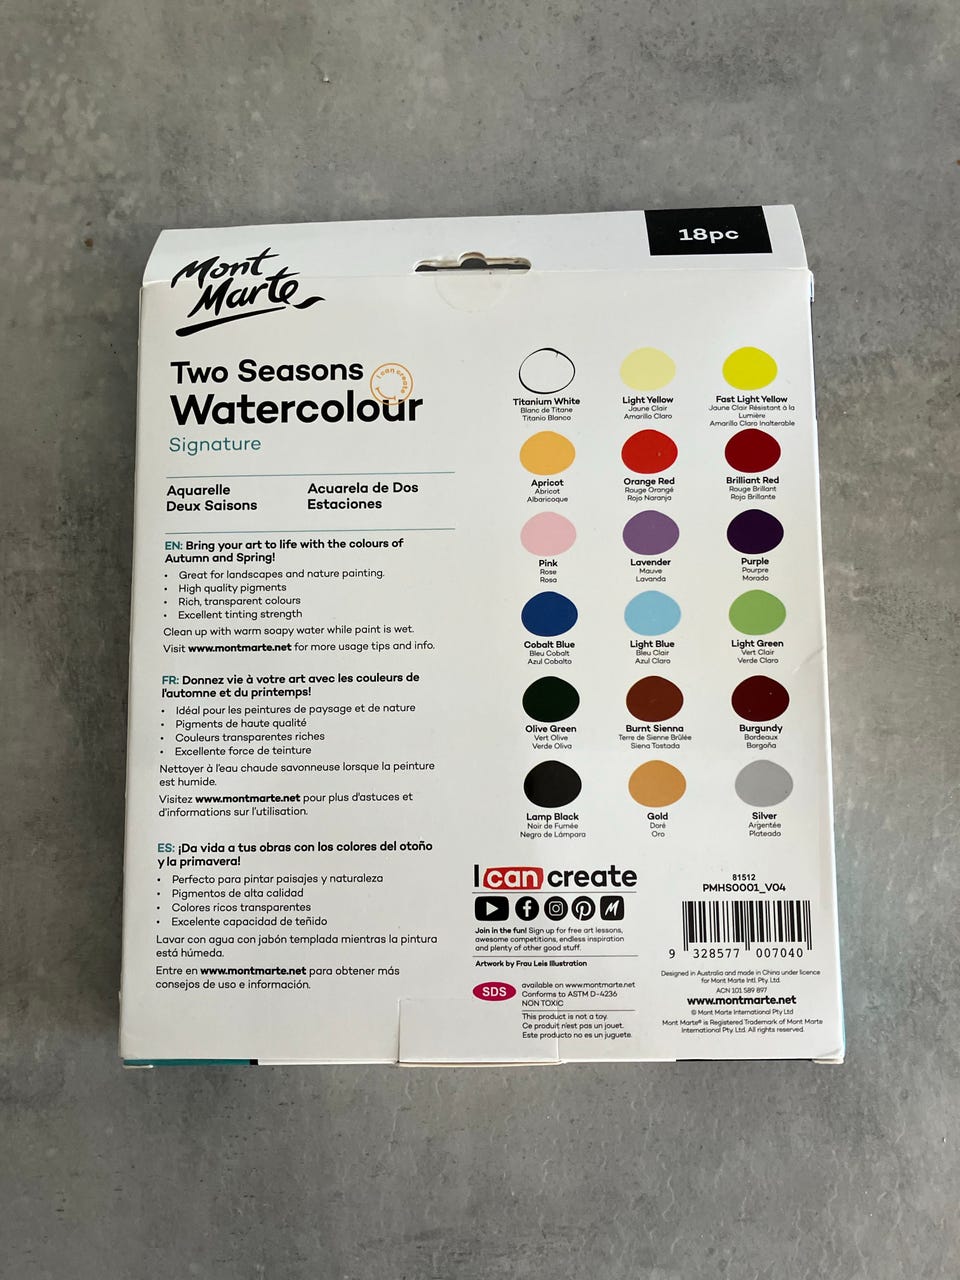 18pc
Mont
Marte
Two Seasons
Watercolour
I can create
Signature
Aquarelle
Deux Saisons
Acuarela de Dos
Estaciones
EN: Bring your art to life with the colours of
Autumn and Spring!
• Great for landscapes and nature painting.
• High quality pigments
• Rich, transparent colours
• Excellent tinting strength
Clean up with warm soapy water while paint is wet.
Visit www.montmarte.net for more usage tips and info.
FR: Donnez vie à votre art avec les couleurs de
l'automne et du printemps!
• Idéal pour les peintures de paysage et de nature
• Pigments de haute qualité
• Couleurs transparentes riches
• Excellente force de teinture
Nettoyer à l'eau chaude savonneuse lorsque la peinture
est humide.
Visitez www.montmarte.net pour plus d'astuces et
d'informations sur l'utilisation.
ES: ¡Da vida a tus obras con los colores del otoño
y la primavera!
• Perfecto para pintar paisajes y naturaleza
• Pigmentos de alta calidad
• Colores ricos transparentes
• Excelente capacidad de teñido
Lavar con agua con jabón templada mientras la pintura
está húmeda.
Entre en www.montmarte.net para obtener más
consejos de uso e información.
Titanium White
Blanc de Titane
Titanio Blanco
Light Yellow
Jaune Clair
Amarillo Claro
Fast Light Yellow
Jaune Clair Résistant à la
Lumière
Amarillo Claro Inalterable
Apricot
Abricot
Albaricoque
Orange Red
Rouge Orangé
Rojo Naranja
Brilliant Red
Rouge Brillant
Rojo Brillante
Pink
Rose
Rosa
Lavender
Mauve
Lavanda
Purple
Pourpre
Morado
Cobalt Blue
Bleu Cobalt
Azul Cobalto
Light Blue
Bleu Clair
Azul Claro
Light Green
Vert Clair
Verde Claro
Olive Green
Vert Olive
Verde Oliva
Burnt Sienna
Terre de Sienne Brûlée
Siena Tostada
Burgundy
Bordeaux
Borgoña
Lamp Black
Noir de Fumée
Negro de Lámpara
Gold
Doré
Oro
Silver
Argentée
Plateado
I can create
Join in the fun! Sign up for free art lessons,
awesome competitions, endless inspiration
and plenty of other good stuff.
Artwork by Frau Leis Illustration
SDS
available on www.montmarte.net
Conforms to ASTM D-4236
NON TOXIC
This product is not a toy.
Ce produit n'est pas un jouet.
Este producto no es un juguete.
81512
PMHS0001_V04
9 328577 007040
Designed in Australia and made in China under licence
for Mont Marte Intl. Pty. Ltd.
ACN 101 589 897
www.montmarte.net
© Mont Marte International Pty Ltd
Mont Marte® is Registered Trademark of Mont Marte
International Pty. Ltd. All rights reserved.